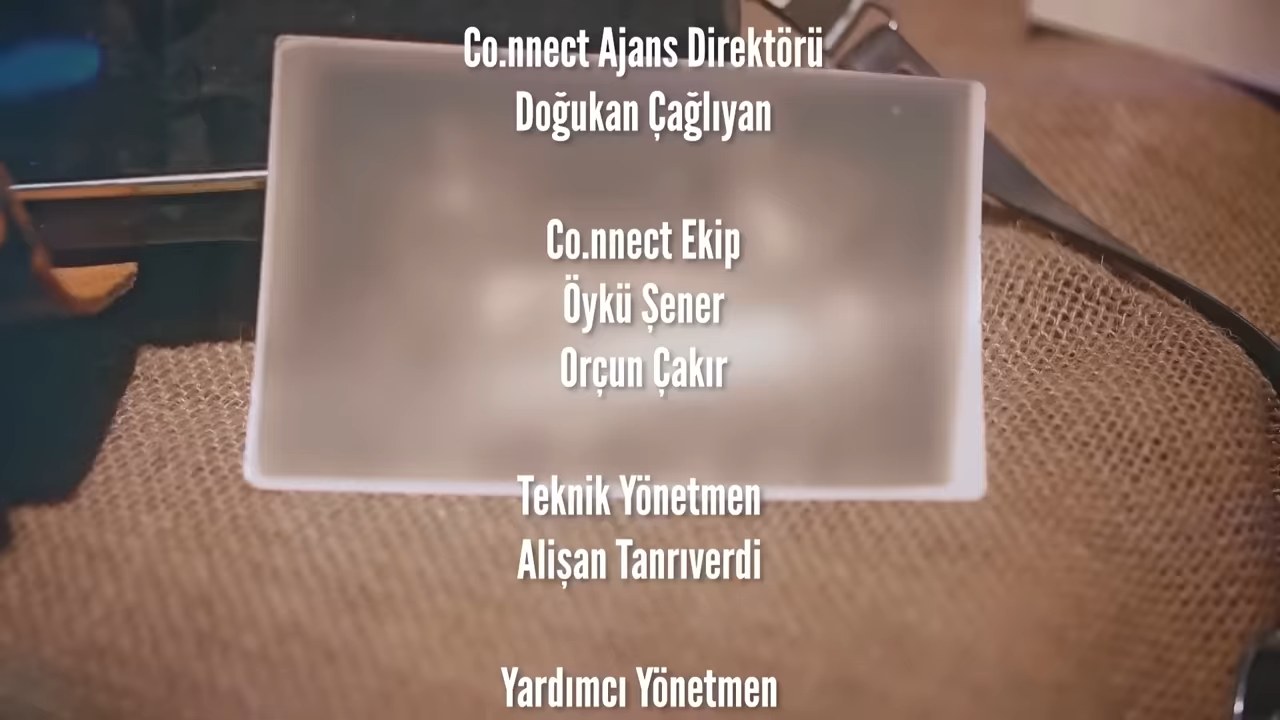 Co.nnect Ajans Direktörü
Doğukan Çağlıyan
Co.nnect Ekip
Öykü Şener
Orçun Çakır
Teknik Yönetmen
Alişan Tanrıverdi
Yardımcı Yönetmen